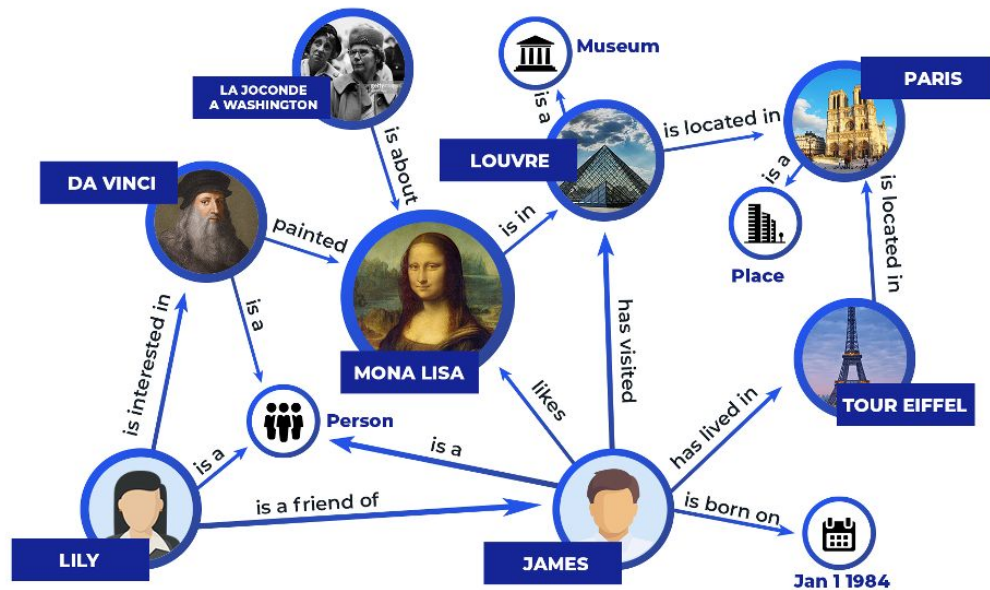 Museum
PARIS
LA JOCONDE
A WASHINGTON
is a
is located in
LOUVRE
is about
is a
DA VINCI
painted
is in
is located in
Place
is interested in
is a
has visited
MONA LISA
likes
TOUR EIFFEL
Person
has lived in
is a
is a
is a friend of
is born on
LILY
JAMES
Jan 1 1984